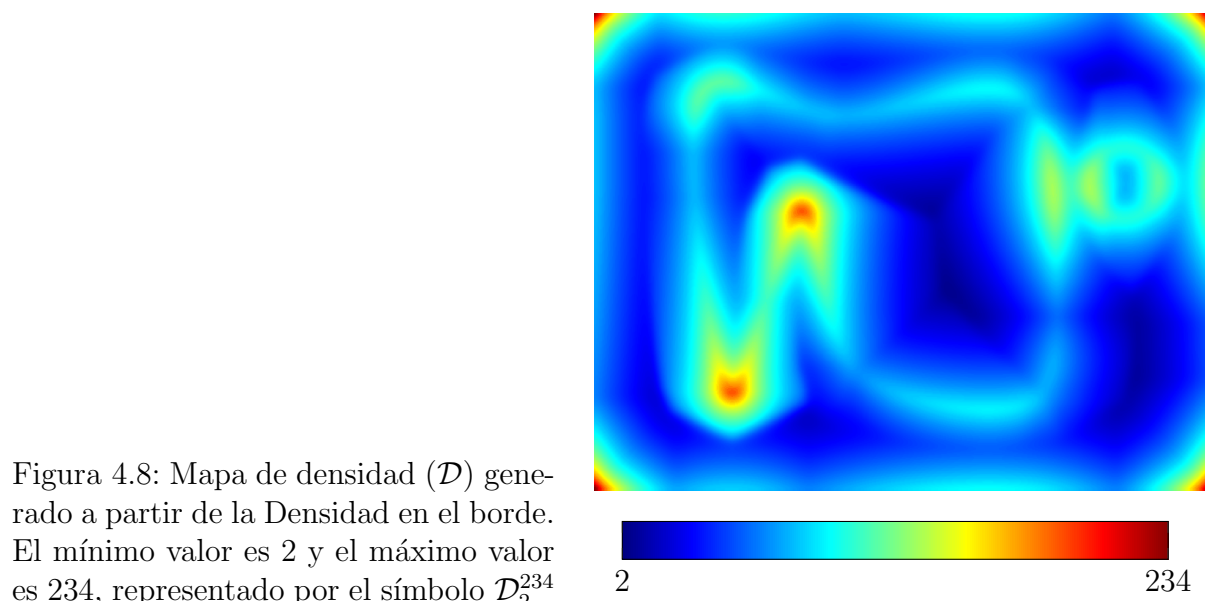 Figura 4.8: Mapa de densidad (𝒟) gene-
rado a partir de la Densidad en el borde.
El mínimo valor es 2 y el máximo valor
es 234, representado por el símbolo 𝒟₂²³⁴
2 234